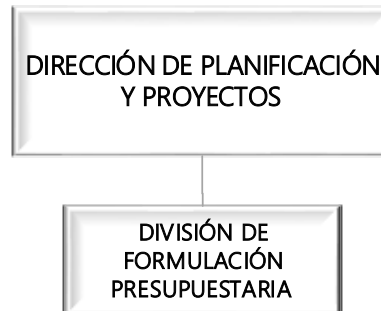 DIRECCIÓN DE PLANIFICACIÓN
Y PROYECTOS
DIVISIÓN DE
FORMULACIÓN
PRESUPUESTARIA